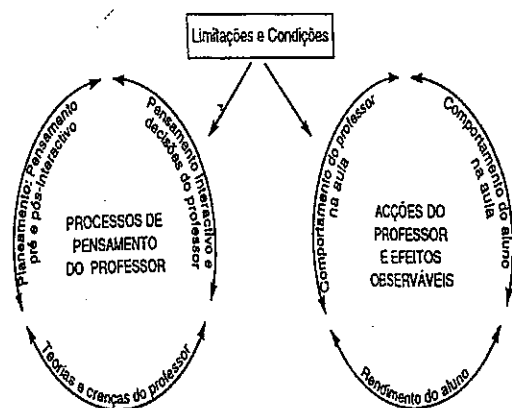 Limitações e Condições
Planeamento: Pensamento
pré e pós-interactivo
Pensamento Interactivo e
decisões do professor
PROCESSOS DE
PENSAMENTO
DO PROFESSOR
Teorias e crenças do professor
Comportamento do professor
na aula
Comportamento do aluno
na aula
ACÇÕES DO
PROFESSOR
E EFEITOS
OBSERVÁVEIS
Rendimento do aluno